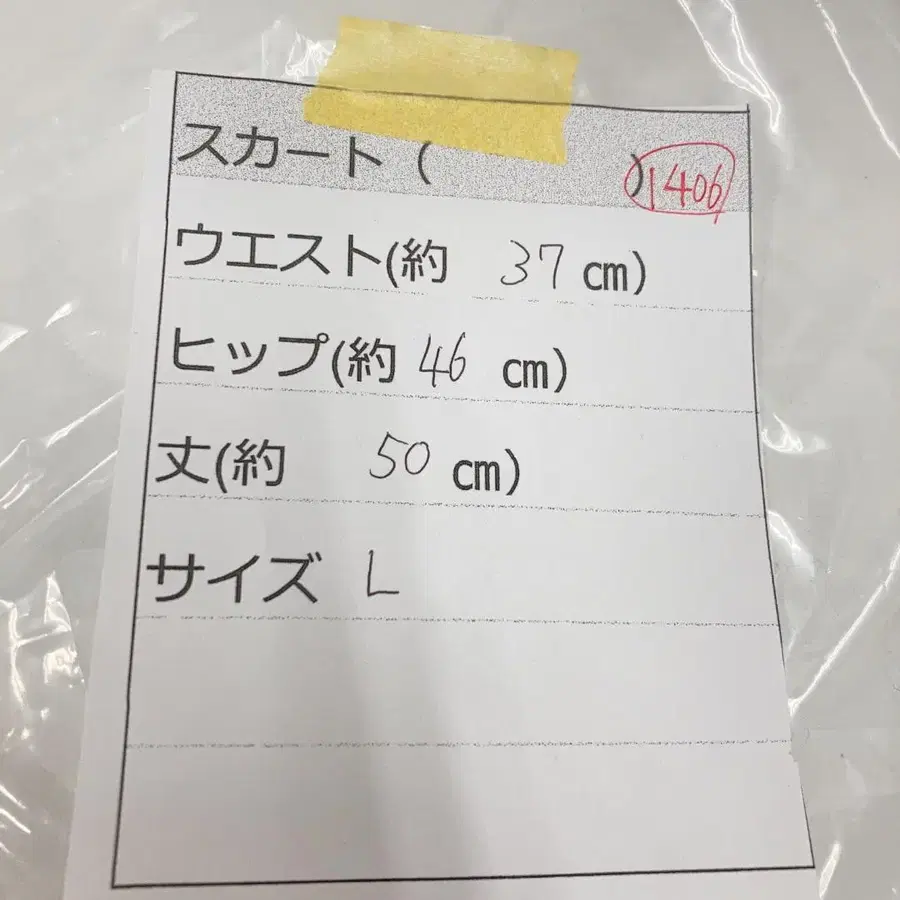 スカート ( ) 1406
ウエスト(約 37 cm)
ヒップ(約 46 cm)
丈(約 50 cm)
サイズ L